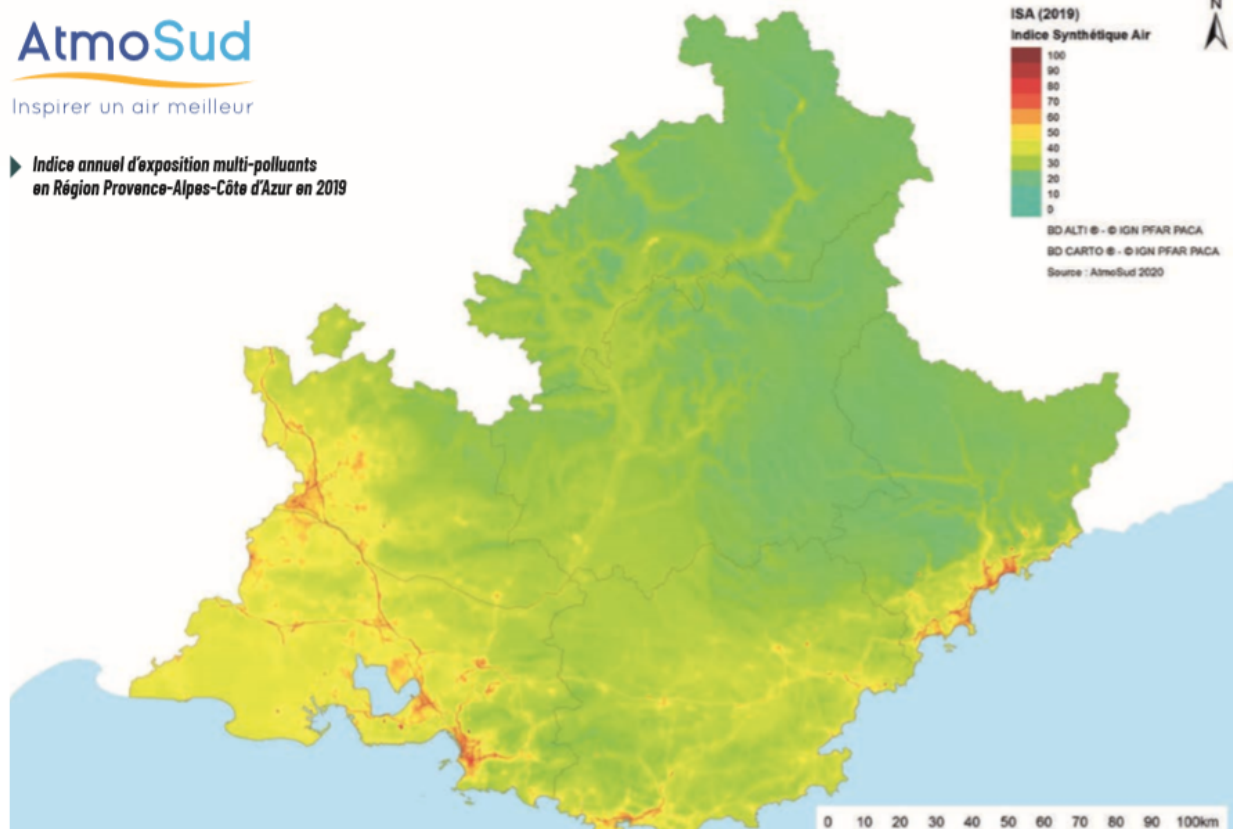 AtmoSud
Inspirer un air meilleur
Indice annuel d'exposition multi-polluants
en Région Provence-Alpes-Côte d'Azur en 2019
N
ISA (2019)
Indice Synthétique Air
100
90
80
70
60
50
40
30
20
10
0
BD ALTI ® - © IGN PFAR PACA
BD CARTO ® - © IGN PFAR PACA
Source : AtmoSud 2020
0 10 20 30 40 50 60 70 80 90 100km